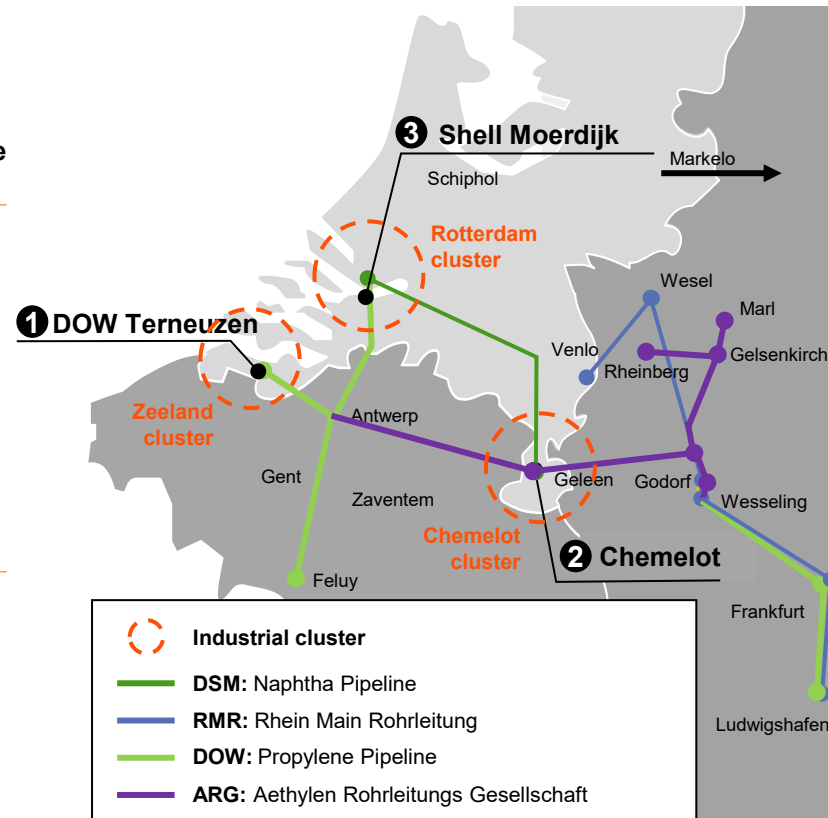 e
3 Shell Moerdijk
Markelo
Schiphol
Rotterdam
cluster
Wesel
Marl
1 DOW Terneuzen
Venlo
Gelsenkirch
Rheinberg
Zeeland
cluster
Antwerp
Gent
Geleen
Godorf
Zaventem
Wesseling
Chemelot
cluster
2 Chemelot
Feluy
Frankfurt
Industrial cluster
DSM: Naphtha Pipeline
RMR: Rhein Main Rohrleitung
Ludwigshafen
DOW: Propylene Pipeline
ARG: Aethylen Rohrleitungs Gesellschaft